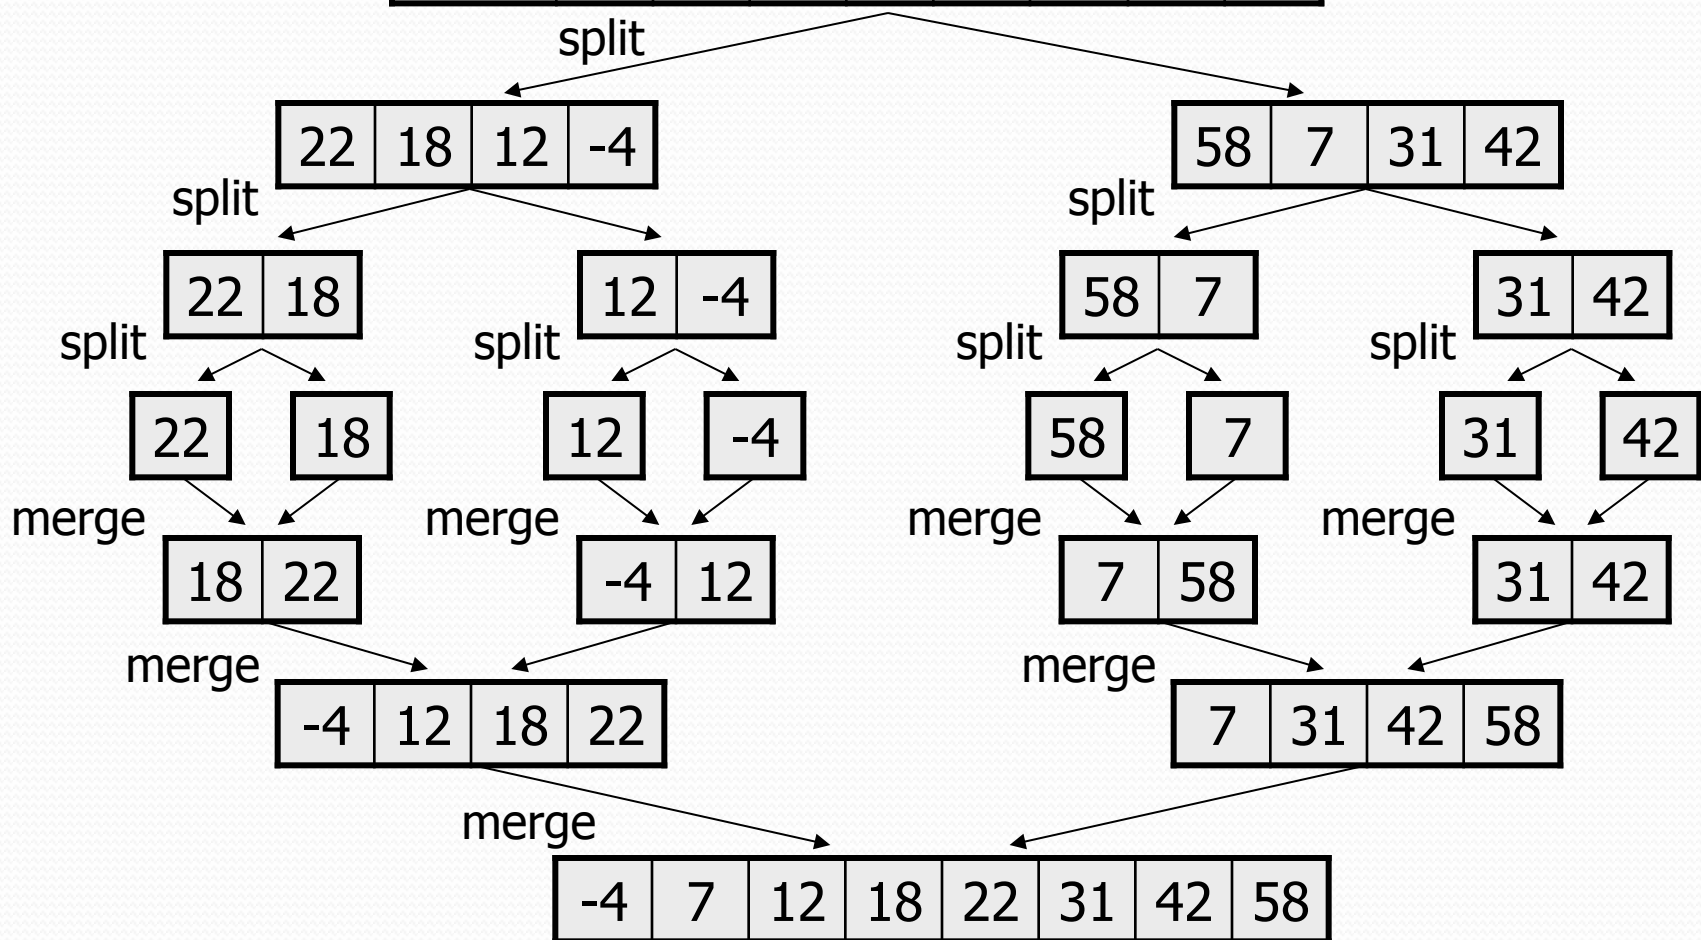 split
22 18 12 -4 58 7 31 42
split split
22 18 12 -4 58 7 31 42
split split split split
22 18 12 -4 58 7 31 42
merge merge merge merge
18 22 -4 12 7 58 31 42
merge merge
-4 12 18 22 7 31 42 58
merge
-4 7 12 18 22 31 42 58